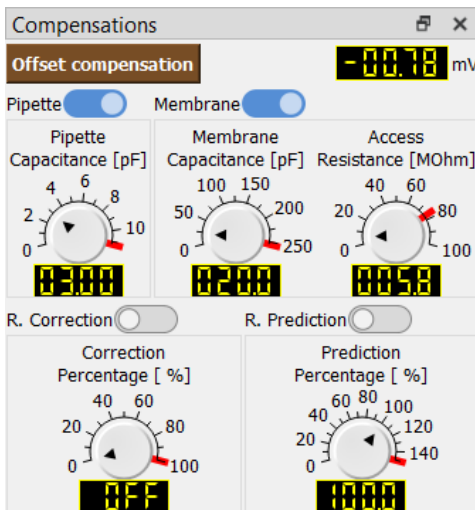 Compensations
Offset compensation -00.78 mV
Pipette Membrane
Pipette Capacitance [pF]
0 2 4 6 8 10
03.00
Membrane Capacitance [pF]
0 50 100 150 200 250
020.0
Access Resistance [MOhm]
0 20 40 60 80 100
005.8
R. Correction R. Prediction
Correction
Percentage [ %]
0 20 40 60 80 100
OFF
Prediction
Percentage [ %]
0 20 40 60 80 100 120 140
100.0